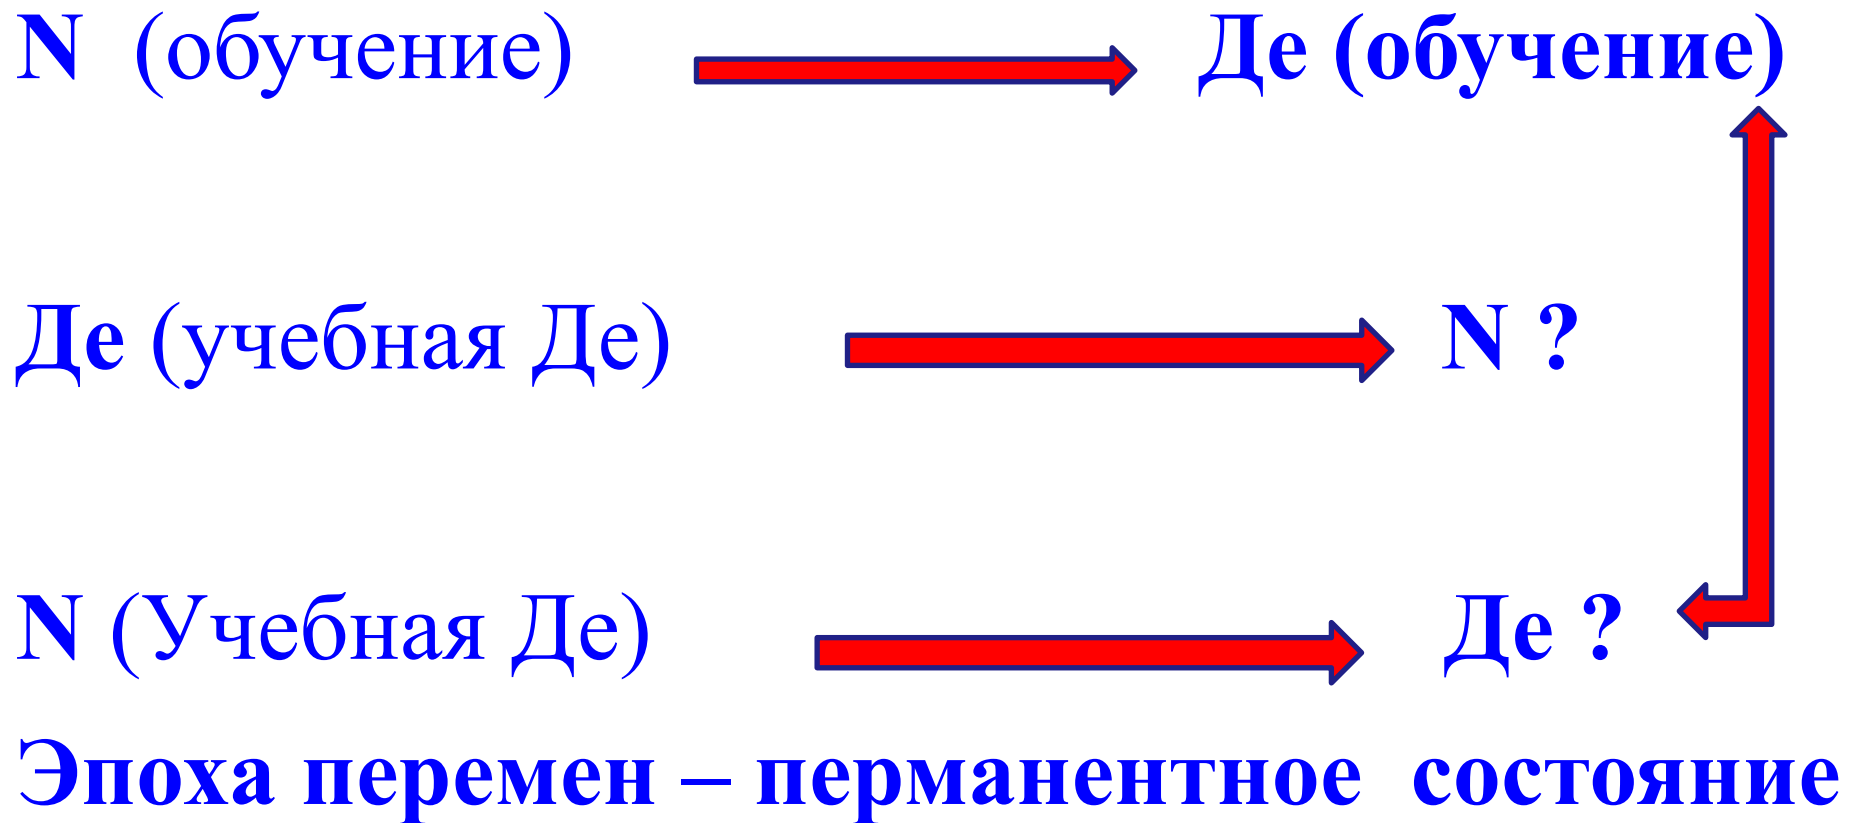 N (обучение) Де (обучение)
Де (учебная Де) N ?
N (Учебная Де) Де ?
Эпоха перемен – перманентное состояние